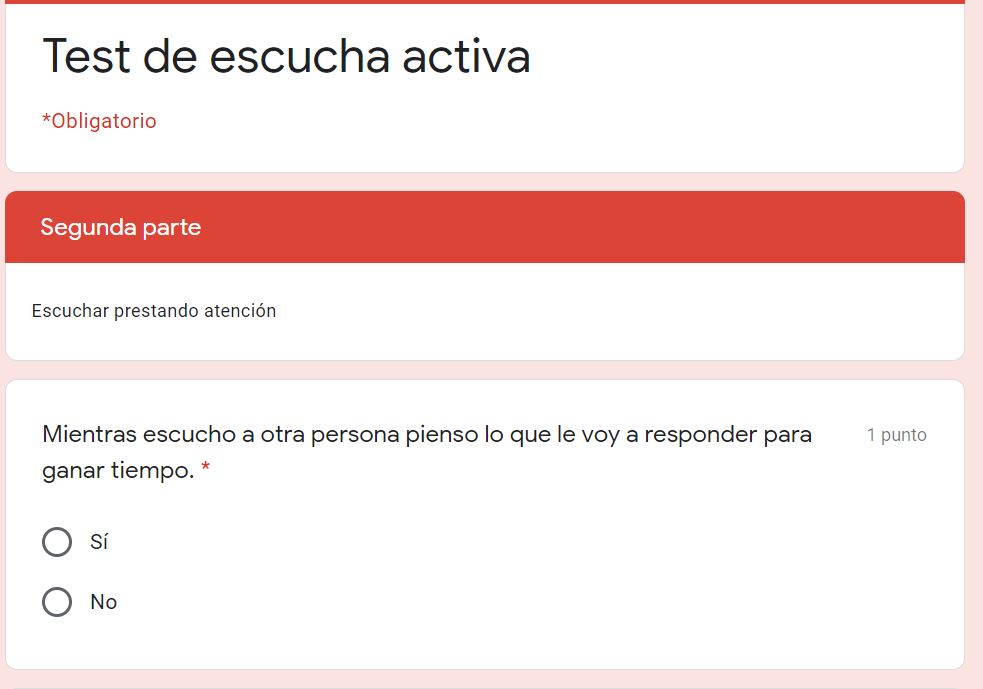 Test de escucha activa
*Obligatorio
Segunda parte
Escuchar prestando atención
Mientras escucho a otra persona pienso lo que le voy a responder para
1 punto
ganar tiempo. *
Sí
No